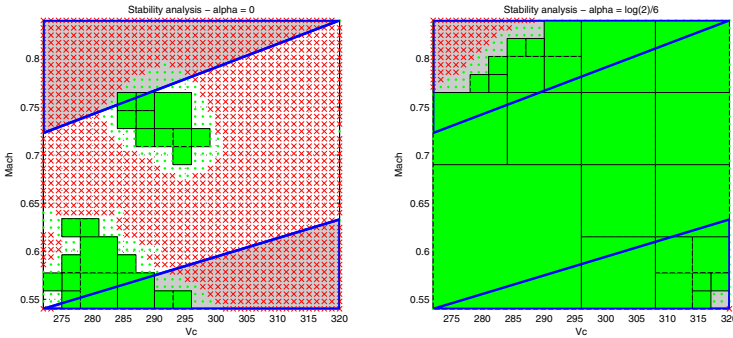 Stability analysis – alpha = 0
Mach
0.8
0.75
0.7
0.65
0.6
0.55
275 280 285 290 295 300 305 310 315 320
Vc
Stability analysis – alpha = log(2)/6
Mach
0.8
0.75
0.7
0.65
0.6
0.55
275 280 285 290 295 300 305 310 315
Vc